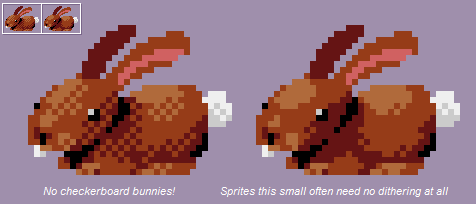 No checkerboard bunnies!
Sprites this small often need no dithering at all